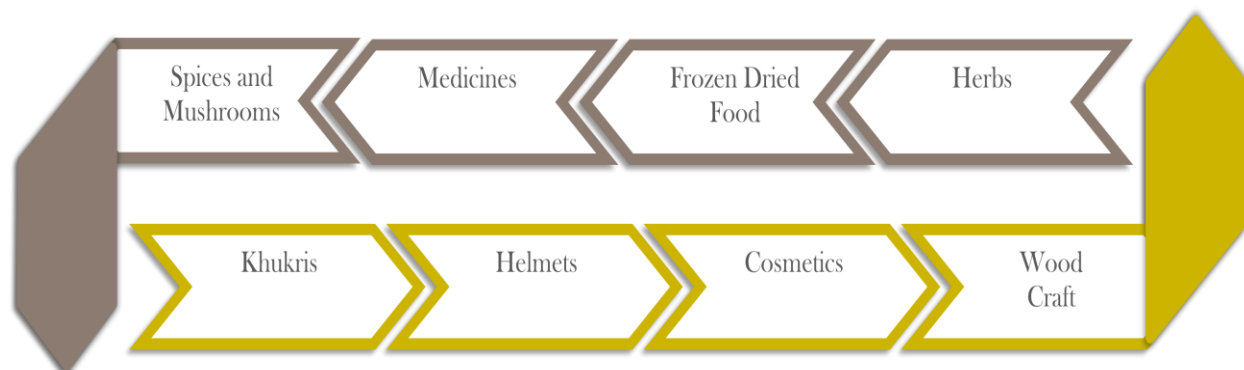 Spices and
Mushrooms
Medicines
Frozen Dried
Food
Herbs
Khukris
Helmets
Cosmetics
Wood
Craft